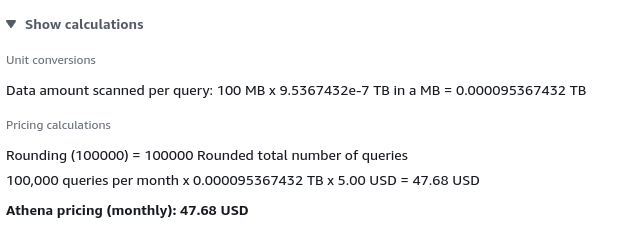 Show calculations
Unit conversions
Data amount scanned per query: 100 MB x 9.5367432e-7 TB in a MB = 0.000095367432 TB
Pricing calculations
Rounding (100000) = 100000 Rounded total number of queries
100,000 queries per month x 0.000095367432 TB x 5.00 USD = 47.68 USD
Athena pricing (monthly): 47.68 USD